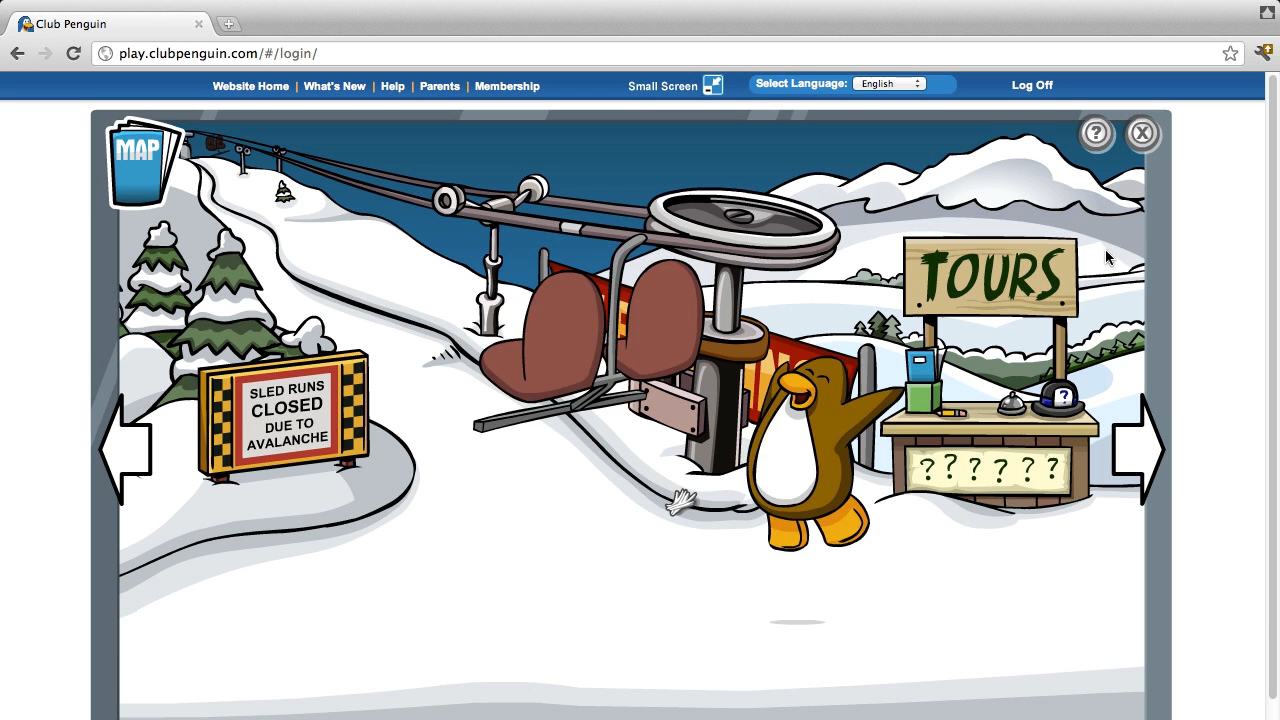 Club Penguin
play.clubpenguin.com/#/login/
Website Home | What's New | Help | Parents | Membership
Small Screen
Select Language: English
Log Off
MAP
?
X
TOURS
SLED RUNS
CLOSED
DUE TO
AVALANCHE
?
? ? ? ? ? ?